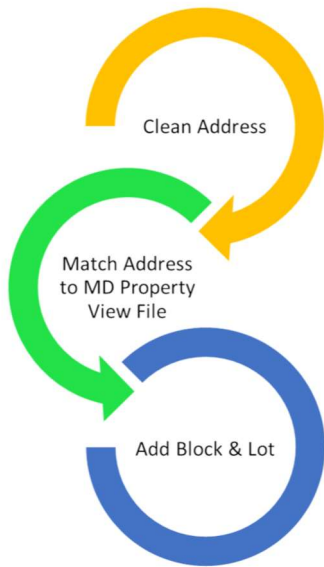 Clean Address
Match Address
to MD Property
View File
Add Block & Lot